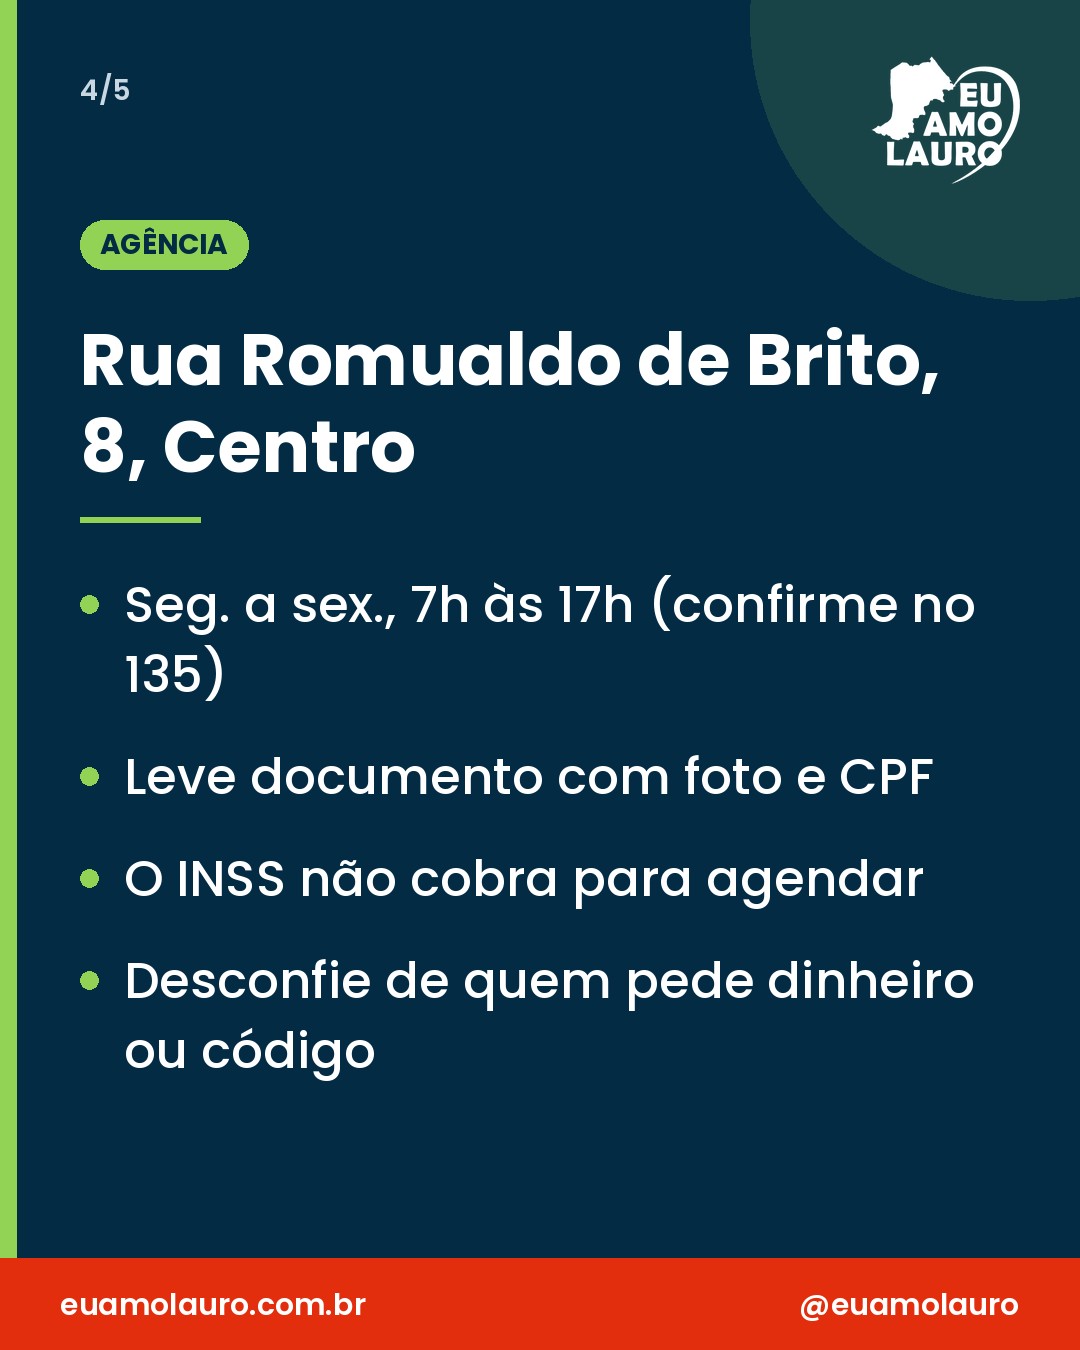 4/5
EU
AMO
LAURO
AGÊNCIA
Rua Romualdo de Brito,
8, Centro
Seg. a sex., 7h às 17h (confirme no
135)
Leve documento com foto e CPF
O INSS não cobra para agendar
Desconfie de quem pede dinheiro
ou código
euamolauro.com.br
@euamolauro